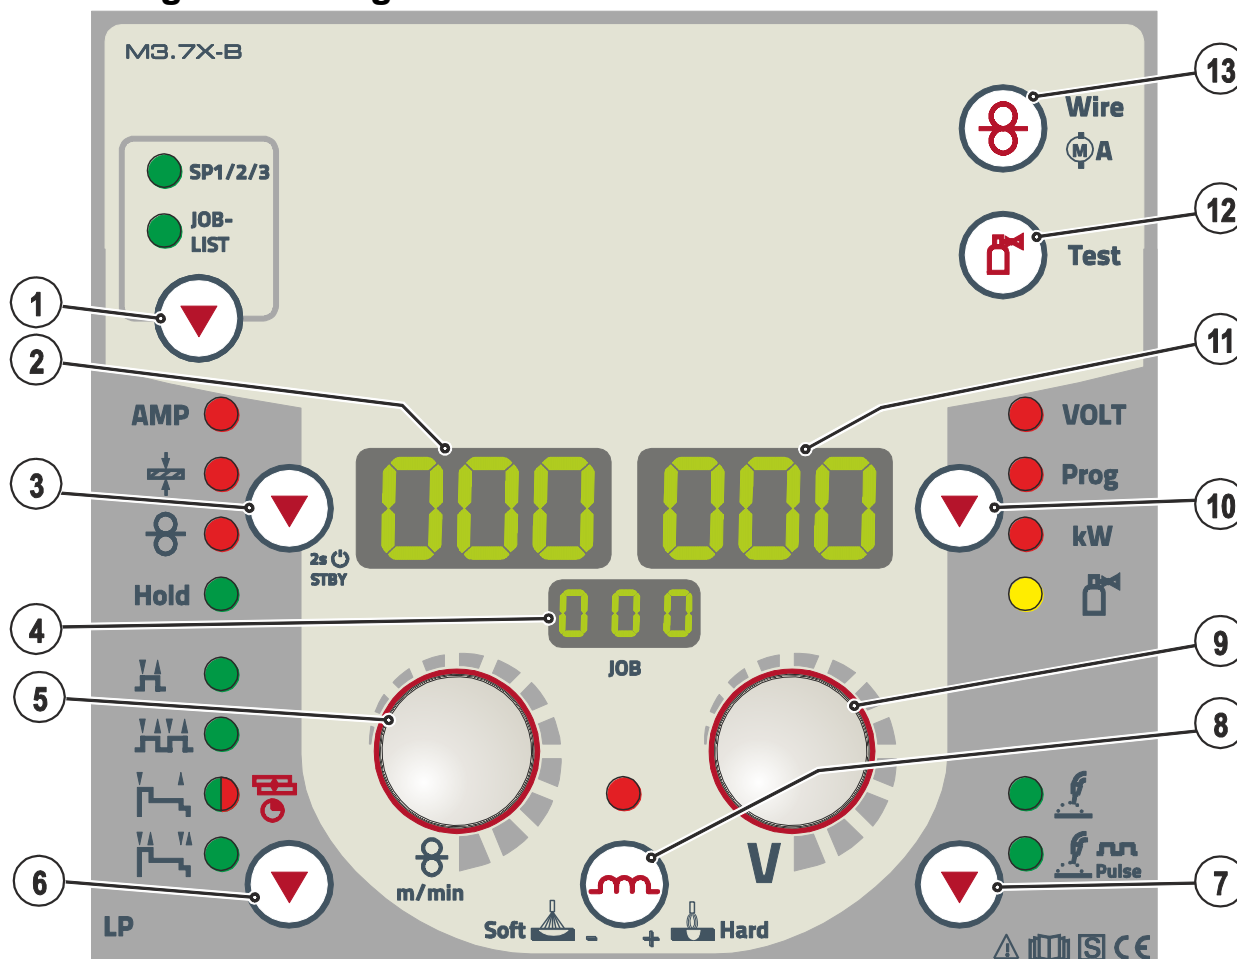 M3.7X-B
13
Wire
M A
SP1/2/3
JOB-
LIST
12
Test
1
2
11
AMP
VOLT
3
Prog
10
kW
2s
STBY
Hold
000
000
4
000
JOB
9
5
8
m/min
V
Pulse
6
7
Soft - + Hard
LP
S CE